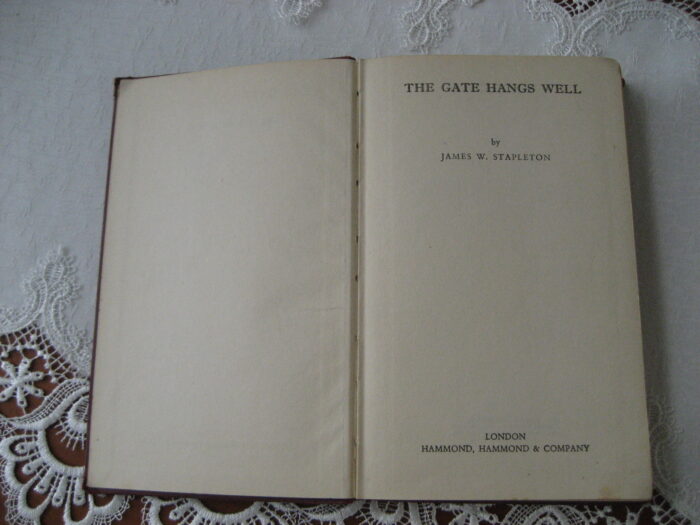 THE GATE HANGS WELL
by
JAMES W. STAPLETON
LONDON
HAMMOND, HAMMOND & COMPANY